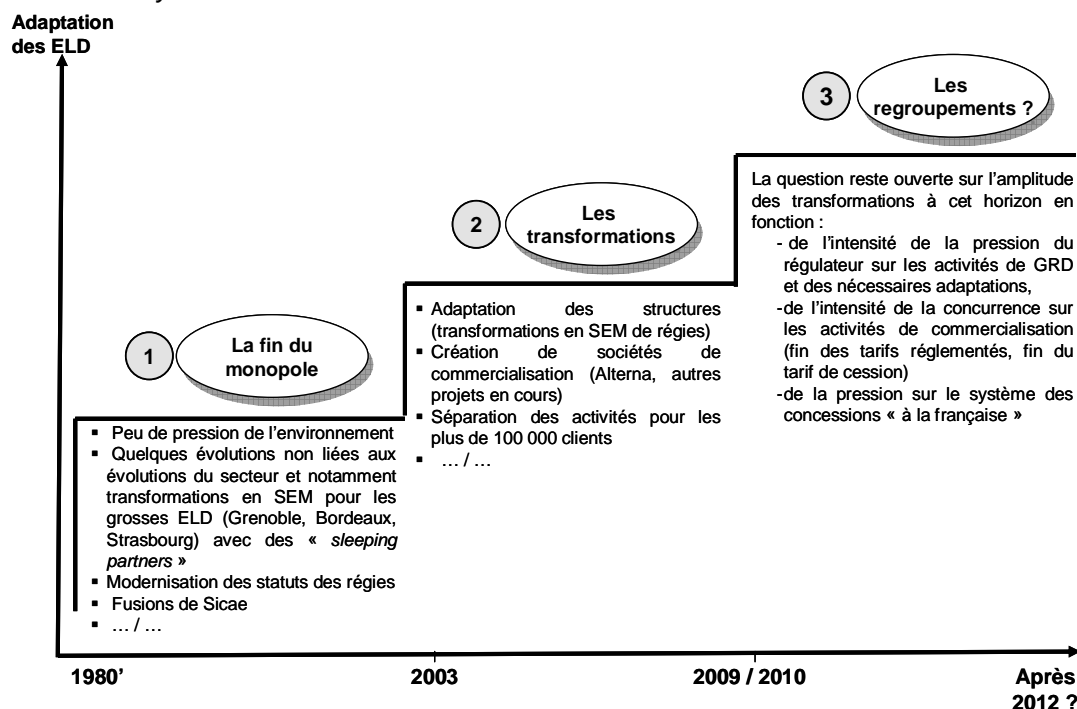 Adaptation
des ELD
3
Les
regroupements ?
La question reste ouverte sur l'amplitude
des transformations à cet horizon en
fonction :
- de l'intensité de la pression du
régulateur sur les activités de GRD
et des nécessaires adaptations,
-de l'intensité de la concurrence sur
les activités de commercialisation
(fin des tarifs réglementés, fin du
tarif de cession)
-de la pression sur le système des
concessions « à la française »
2
Les
transformations
▪ Adaptation des structures
(transformations en SEM de régies)
▪ Création de sociétés de
commercialisation (Alterna, autres
projets en cours)
▪ Séparation des activités pour les
plus de 100 000 clients
▪ … / …
1
La fin du
monopole
▪ Peu de pression de l'environnement
▪ Quelques évolutions non liées aux
évolutions du secteur et notamment
transformations en SEM pour les
grosses ELD (Grenoble, Bordeaux,
Strasbourg) avec des « sleeping
partners »
▪ Modernisation des statuts des régies
▪ Fusions de Sicae
▪ … / …
1980'
2003
2009 / 2010
Après
2012 ?